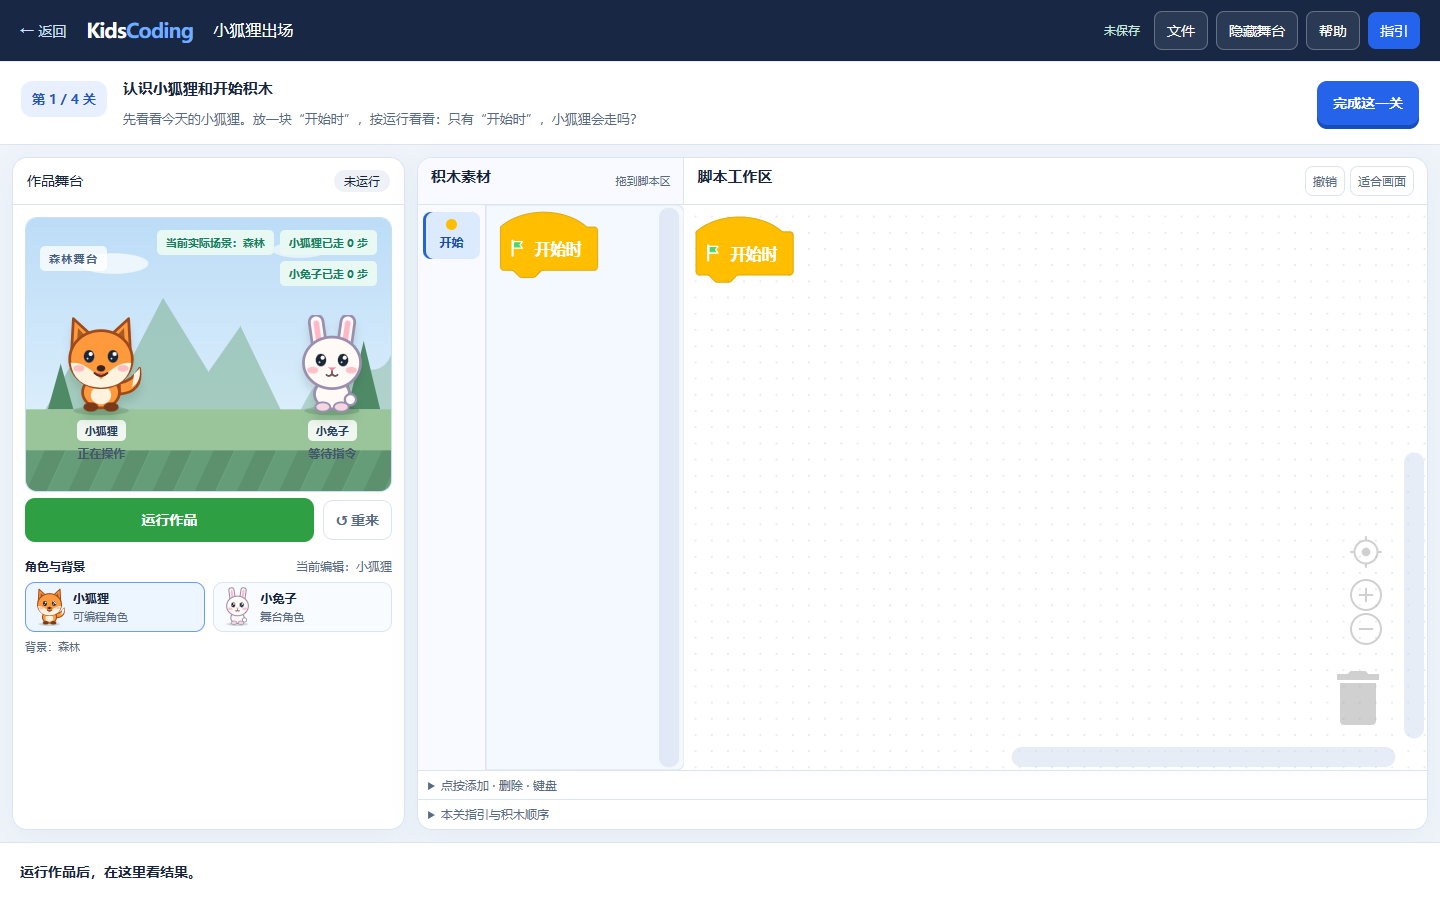 ← 返回 KidsCoding 小狐狸出场 未保存 文件 隐藏舞台 帮助 指引
第 1 / 4 关 认识小狐狸和开始积木 完成这一关
先看看今天的小狐狸。放一块“开始时”，按运行看看：只有“开始时”，小狐狸会走吗？
作品舞台 未运行 积木素材 拖到脚本区 脚本工作区 撤销 适合画面
当前实际场景：森林 小狐狸已走 0 步
森林舞台
小兔子已走 0 步
开始 开始时 开始时
小狐狸 小兔子
正在操作 等待指令
运行作品 ↺ 重来
角色与背景 当前编辑：小狐狸
小狐狸 小兔子
可编程角色 舞台角色
背景：森林
▶ 点按添加 · 删除 · 键盘
▶ 本关指引与积木顺序
运行作品后，在这里看结果。